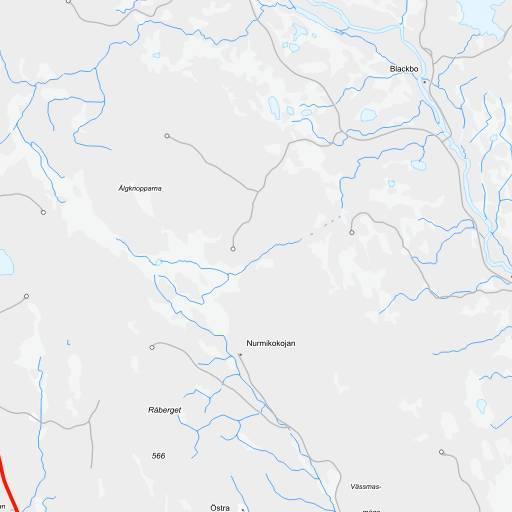 Blackbo
Älgknopparna
Nurmikokojan
Råberget
566
Vässmas-
Östra